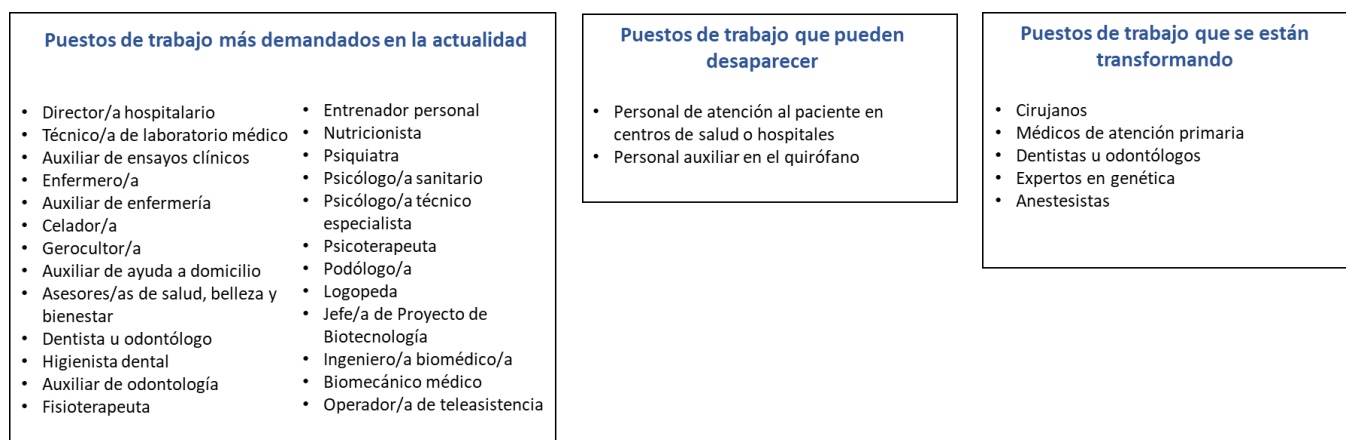 Puestos de trabajo más demandados en la actualidad
• Director/a hospitalario
• Técnico/a de laboratorio médico
• Auxiliar de ensayos clínicos
• Enfermero/a
• Auxiliar de enfermería
• Celador/a
• Gerocultor/a
• Auxiliar de ayuda a domicilio
• Asesores/as de salud, belleza y
bienestar
• Dentista u odontólogo
• Higienista dental
• Auxiliar de odontología
• Fisioterapeuta
• Entrenador personal
• Nutricionista
• Psiquiatra
• Psicólogo/a sanitario
• Psicólogo/a técnico
especialista
• Psicoterapeuta
• Podólogo/a
• Logopeda
• Jefe/a de Proyecto de
Biotecnología
• Ingeniero/a biomédico/a
• Biomecánico médico
• Operador/a de teleasistencia
Puestos de trabajo que pueden
desaparecer
• Personal de atención al paciente en
centros de salud o hospitales
• Personal auxiliar en el quirófano
Puestos de trabajo que se están
transformando
• Cirujanos
• Médicos de atención primaria
• Dentistas u odontólogos
• Expertos en genética
• Anestesistas